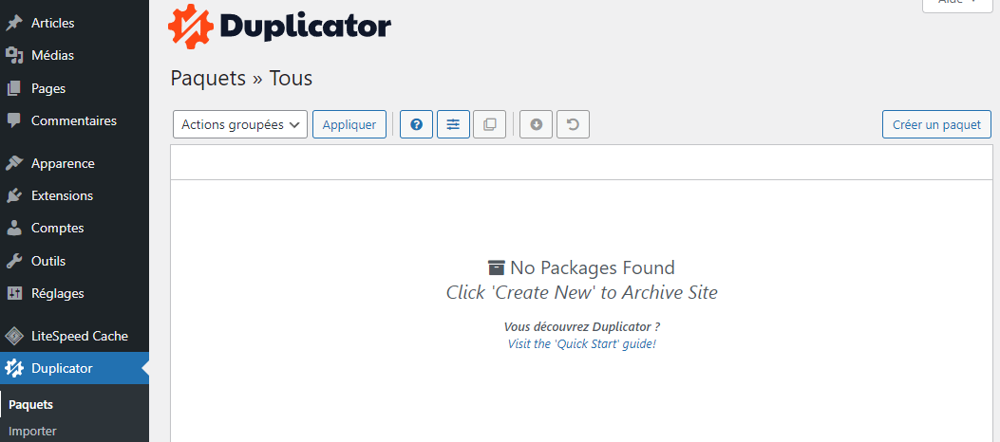 Aide
Duplicator
Articles
Médias
Pages
Commentaires
Apparence
Extensions
Comptes
Outils
Réglages
LiteSpeed Cache
Duplicator
Paquets
Importer
Paquets » Tous
Actions groupées
Appliquer
Créer un paquet
No Packages Found
Click 'Create New' to Archive Site
Vous découvrez Duplicator ?
Visit the 'Quick Start' guide!